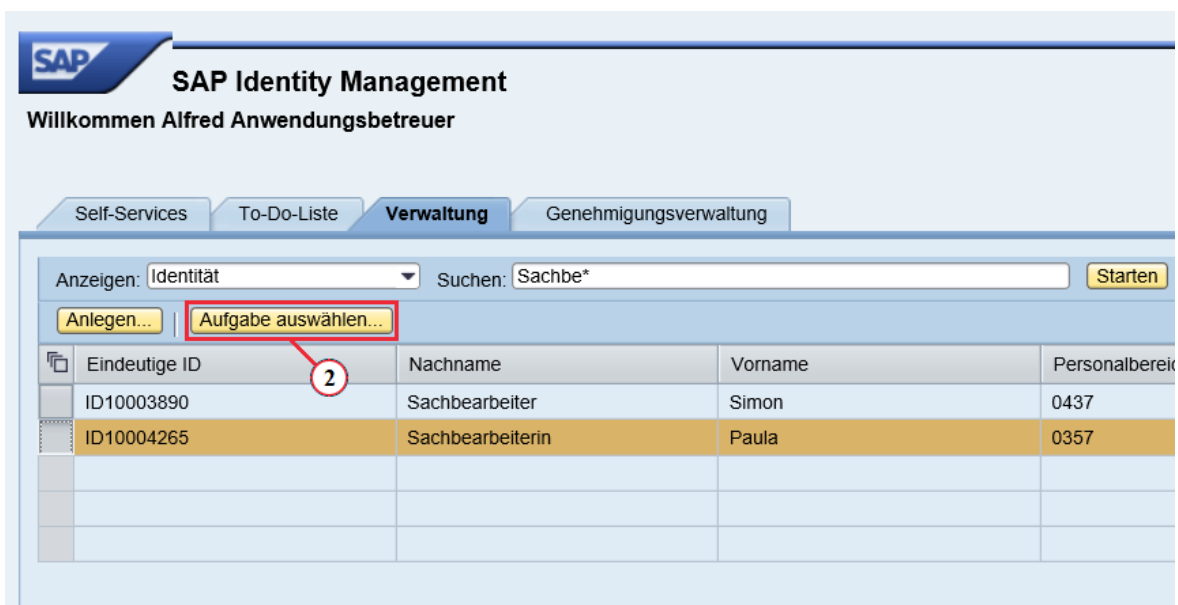 SAP
SAP Identity Management
Willkommen Alfred Anwendungsbetreuer
Self-Services To-Do-Liste Verwaltung Genehmigungsverwaltung
Anzeigen: Identität Suchen: Sachbe* Starten
Anlegen... Aufgabe auswählen...
Eindeutige ID Nachname Vorname Personalbereic
2
ID10003890 Sachbearbeiter Simon 0437
ID10004265 Sachbearbeiterin Paula 0357